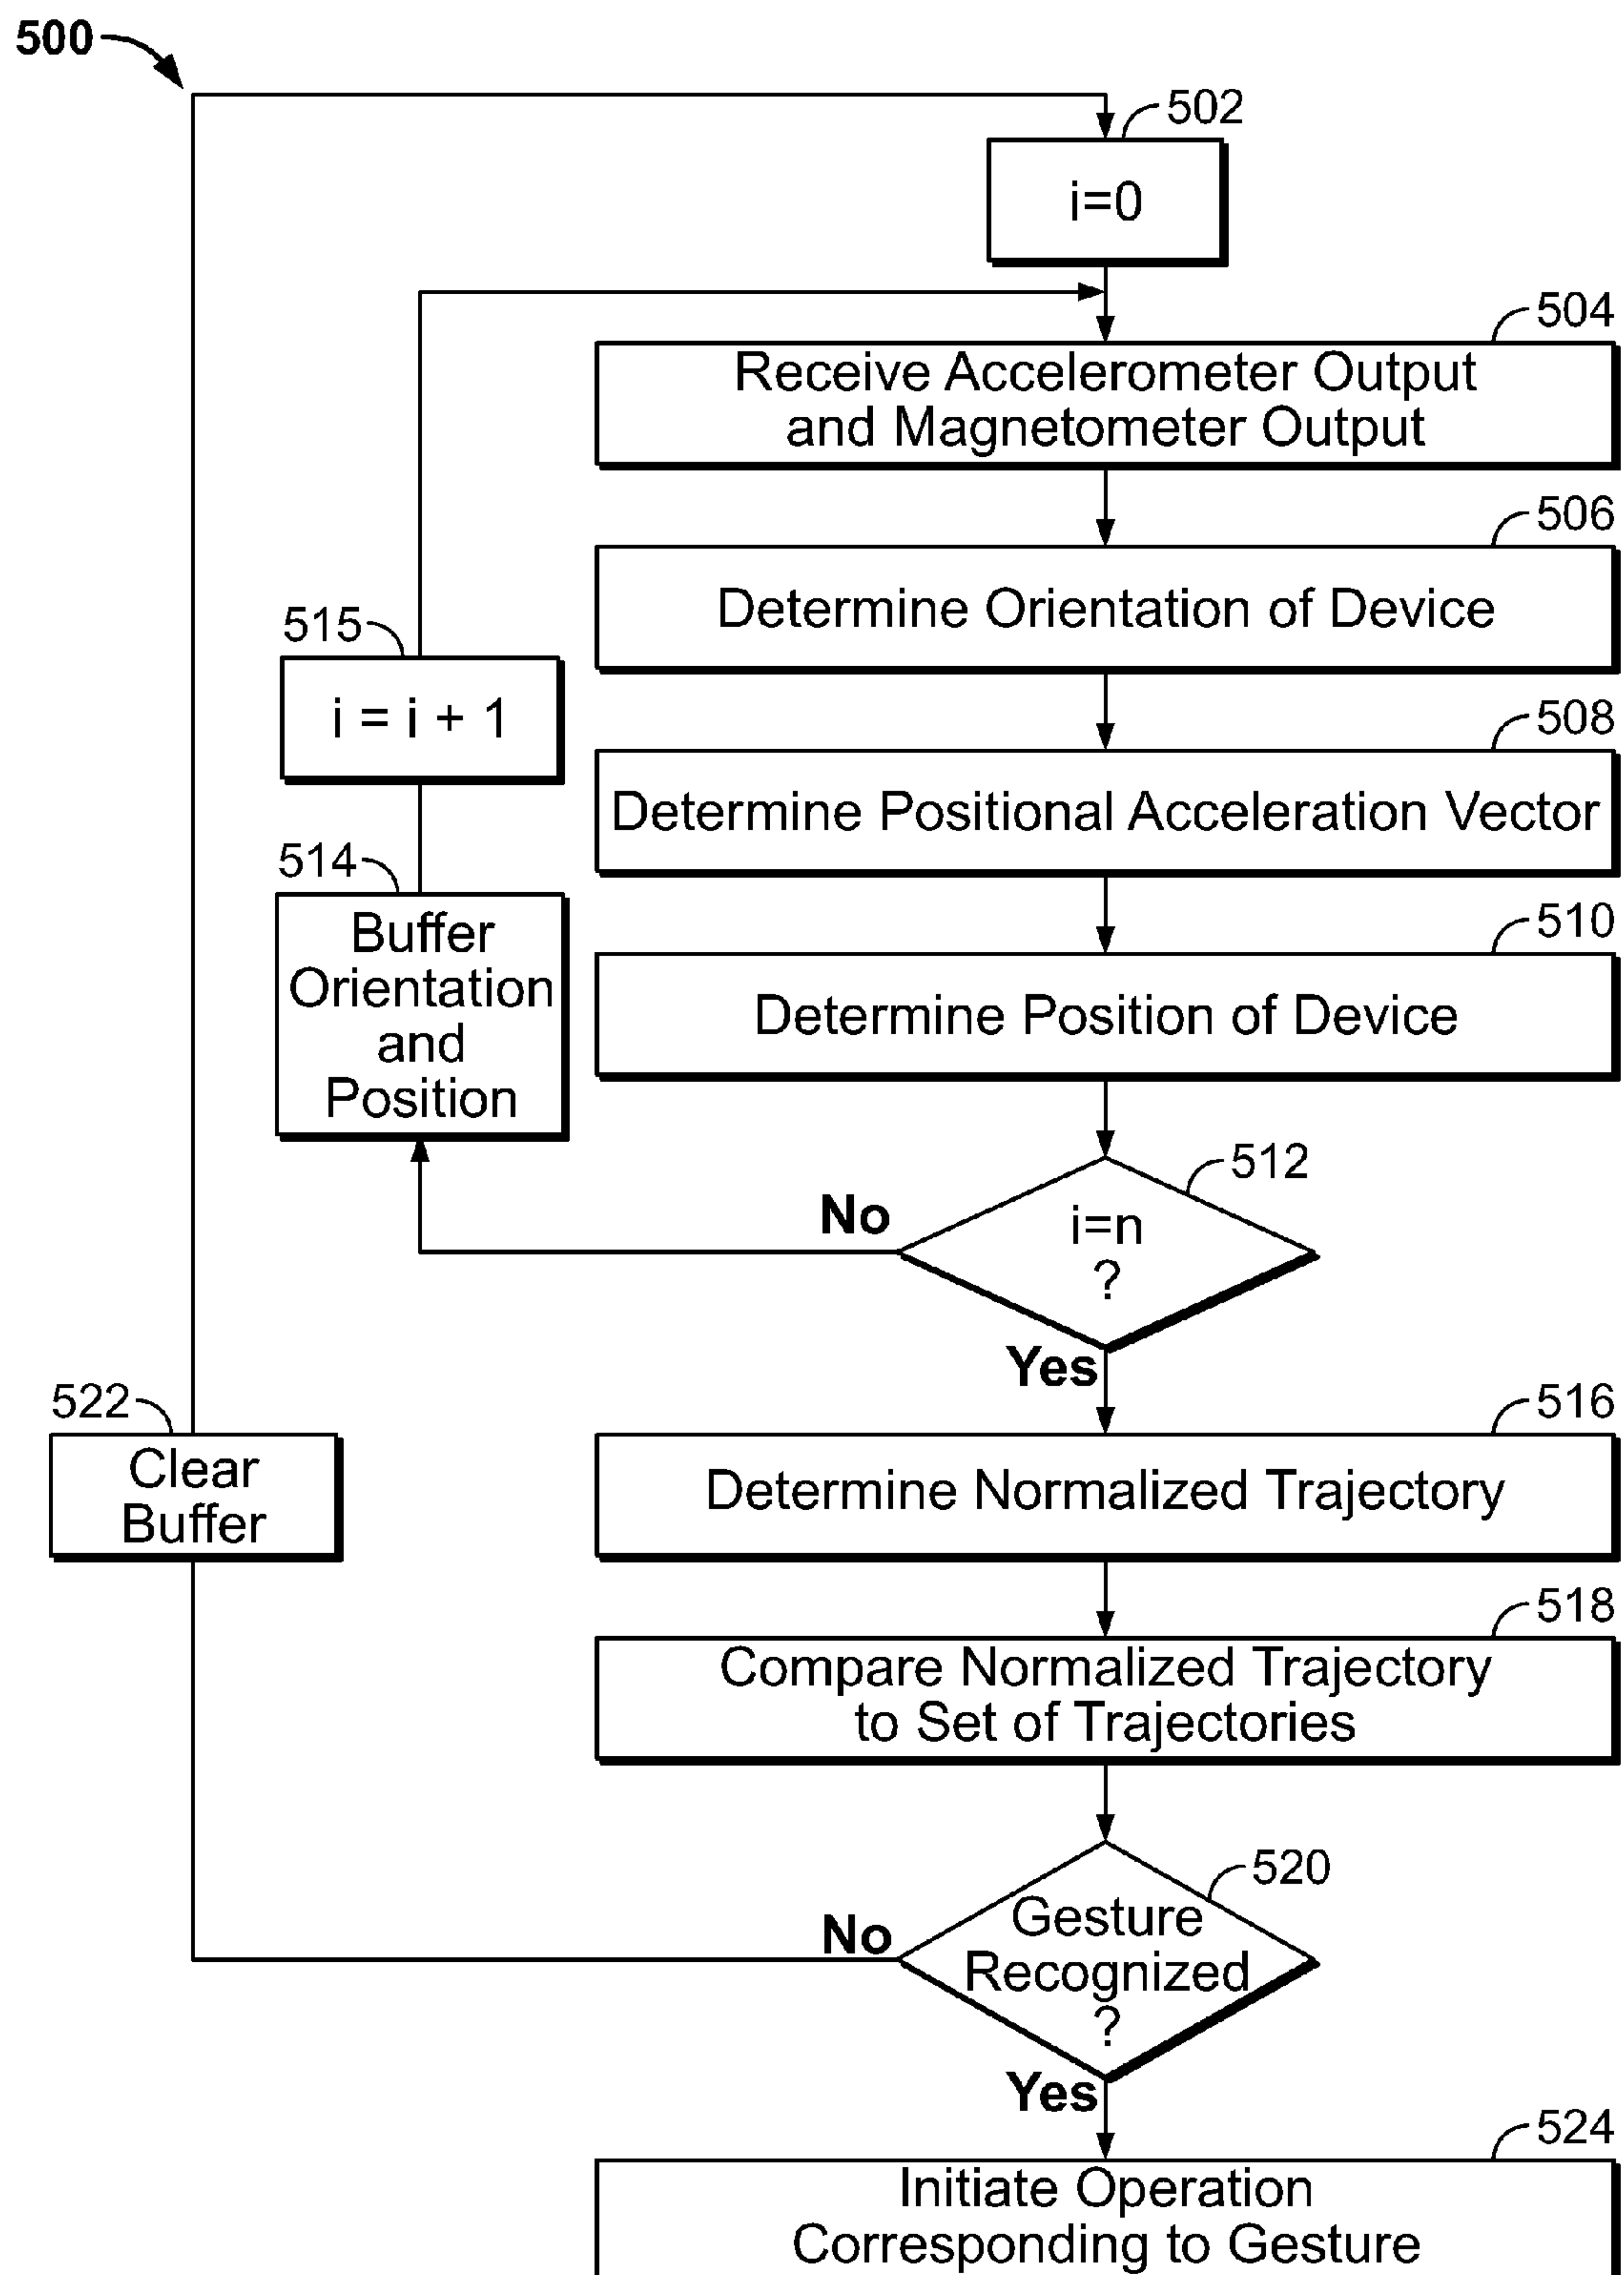 500
502
i=0
504
Receive Accelerometer Output
and Magnetometer Output
506
Determine Orientation of Device
515
i = i + 1
508
Determine Positional Acceleration Vector
514
Buffer
Orientation
and
Position
510
Determine Position of Device
512
i=n
?
No
Yes
522
Clear
Buffer
516
Determine Normalized Trajectory
518
Compare Normalized Trajectory
to Set of Trajectories
520
Gesture
Recognized
?
No
Yes
524
Initiate Operation
Corresponding to Gesture